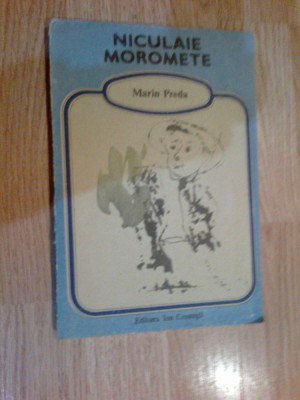 NICULAIE
MOROMETE
Marin Preda
Editura Ion Creangă